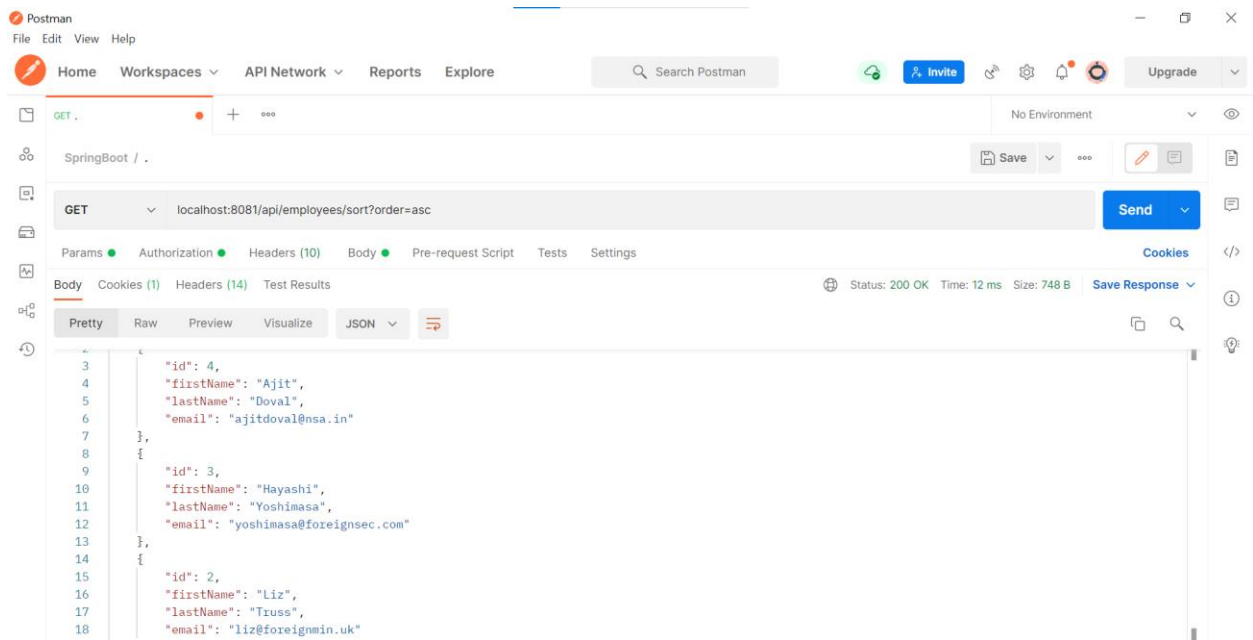 Postman
File Edit View Help
Home Workspaces API Network Reports Explore Search Postman Invite Upgrade
GET . No Environment
SpringBoot / . Save
GET localhost:8081/api/employees/sort?order=asc Send
Params Authorization Headers (10) Body Pre-request Script Tests Settings Cookies
Body Cookies (1) Headers (14) Test Results Status: 200 OK Time: 12 ms Size: 748 B Save Response
Pretty Raw Preview Visualize JSON
2 {
3 "id": 4,
4 "firstName": "Ajit",
5 "lastName": "Doval",
6 "email": "ajitdoval@nsa.in"
7 },
8 {
9 "id": 3,
10 "firstName": "Hayashi",
11 "lastName": "Yoshimasa",
12 "email": "yoshimasa@foreignsec.com"
13 },
14 {
15 "id": 2,
16 "firstName": "Liz",
17 "lastName": "Truss",
18 "email": "liz@foreignmin.uk"